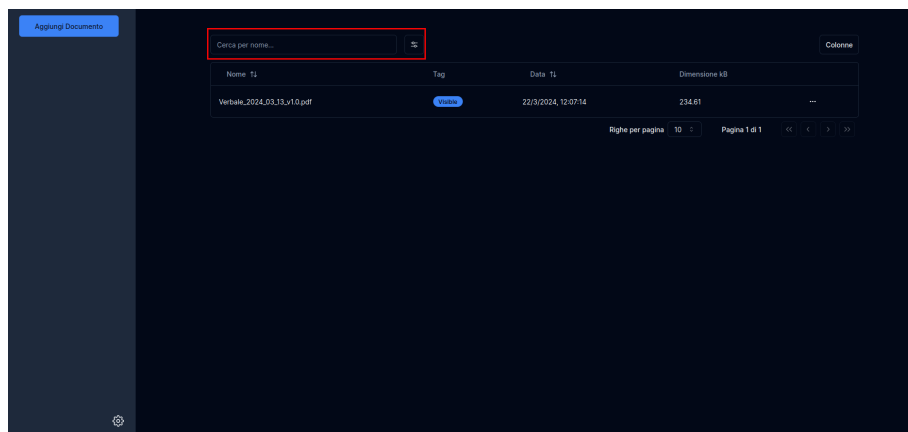 Aggiungi Documento
Cerca per nome...
Colonne
Nome ↑↓ Tag Data ↑↓ Dimensione kB
Verbale_2024_03_13_v1.0.pdf Visible 22/3/2024, 12:07:14 234.61 ...
Righe per pagina 10 Pagina 1 di 1 << < > >>